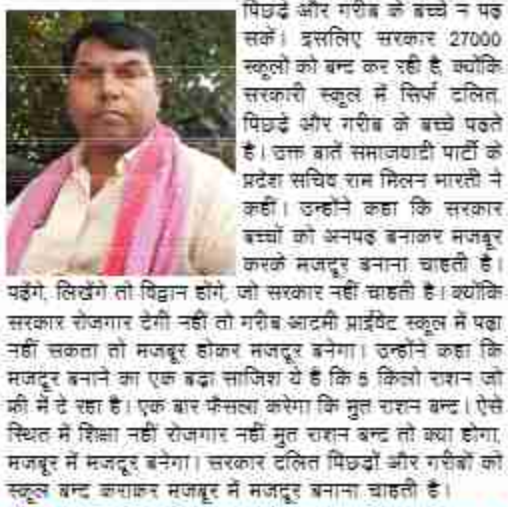 पिछड़े और गरीब के बच्चे न पढ़
सकें। इसलिए सरकार 27000
स्कूलों को बन्द कर रही है, क्योंकि
सरकारी स्कूल में सिर्फ दलित,
पिछड़े और गरीब के बच्चे पढ़ते
है। उक्त बातें समाजवादी पार्टी के
प्रदेश सचिव राम मिलन भारती ने
कहीं। उन्होंने कहा कि सरकार
बच्चों को अनपढ़ बनाकर मजबूर
करके मजदूर बनाना चाहती है।
पढ़ेंगे, लिखेंगे तो विद्वान होंगे, जो सरकार नहीं चाहती है। क्योंकि
सरकार रोजगार देगी नहीं तो गरीब आदमी प्राईवेट स्कूल में पढ़ा
नहीं सकता तो मजबूर होकर मजदूर बनेगा। उन्होंने कहा कि
मजदूर बनाने का एक बढ़ा साजिश ये है कि 5 किलो राशन जो
फ्री में दे रहा है। एक बार फैसला करेगा कि मुत राशन बन्द। ऐसे
स्थित में शिक्षा नहीं रोजगार नहीं मुत राशन बन्द तो क्या होगा,
मजबूर में मजदूर बनेगा। सरकार दलित पिछड़ों और गरीबों को
स्कूल बन्द कराकर मजबूर में मजदूर बनाना चाहती है।